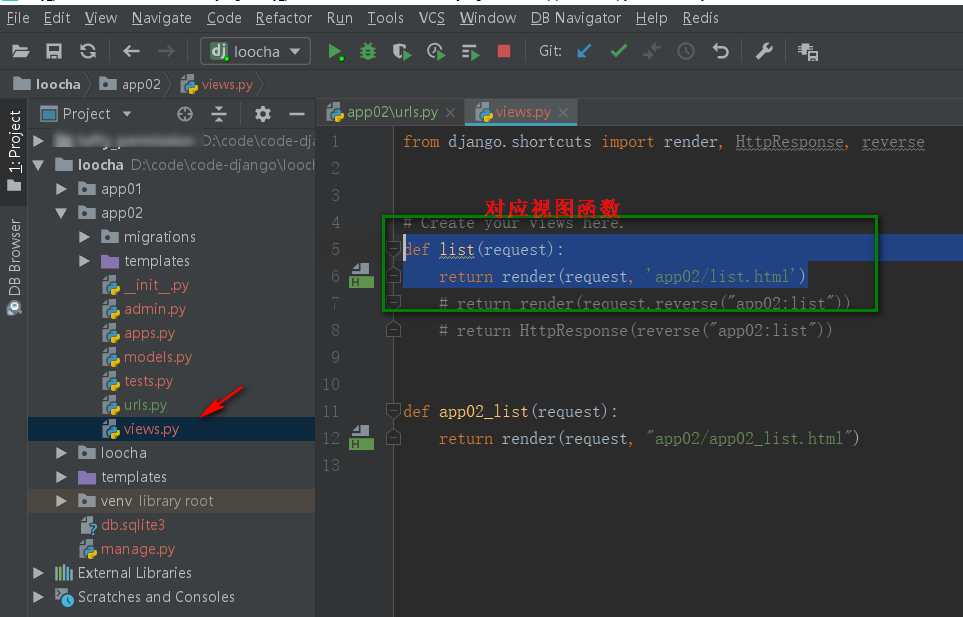 File Edit View Navigate Code Refactor Run Tools VCS Window DB Navigator Help Redis
dj loocha Git:
loocha app02 views.py
Project
app02\urls.py views.py
1: Project
DB Browser
D:\code\code-dj
loocha D:\code\code-django\looch
app01
app02
migrations
templates
__init__.py
admin.py
apps.py
models.py
tests.py
urls.py
views.py
loocha
templates
venv library root
db.sqlite3
manage.py
External Libraries
Scratches and Consoles
1 from django.shortcuts import render, HttpResponse, reverse
2
3
对应视图函数
4 # Create your views here.
5 def list(request):
6 return render(request, 'app02/list.html')
7 # return render(request.reverse("app02:list"))
8 # return HttpResponse(reverse("app02:list"))
9
10
11 def app02_list(request):
12 return render(request, "app02/app02_list.html")
13